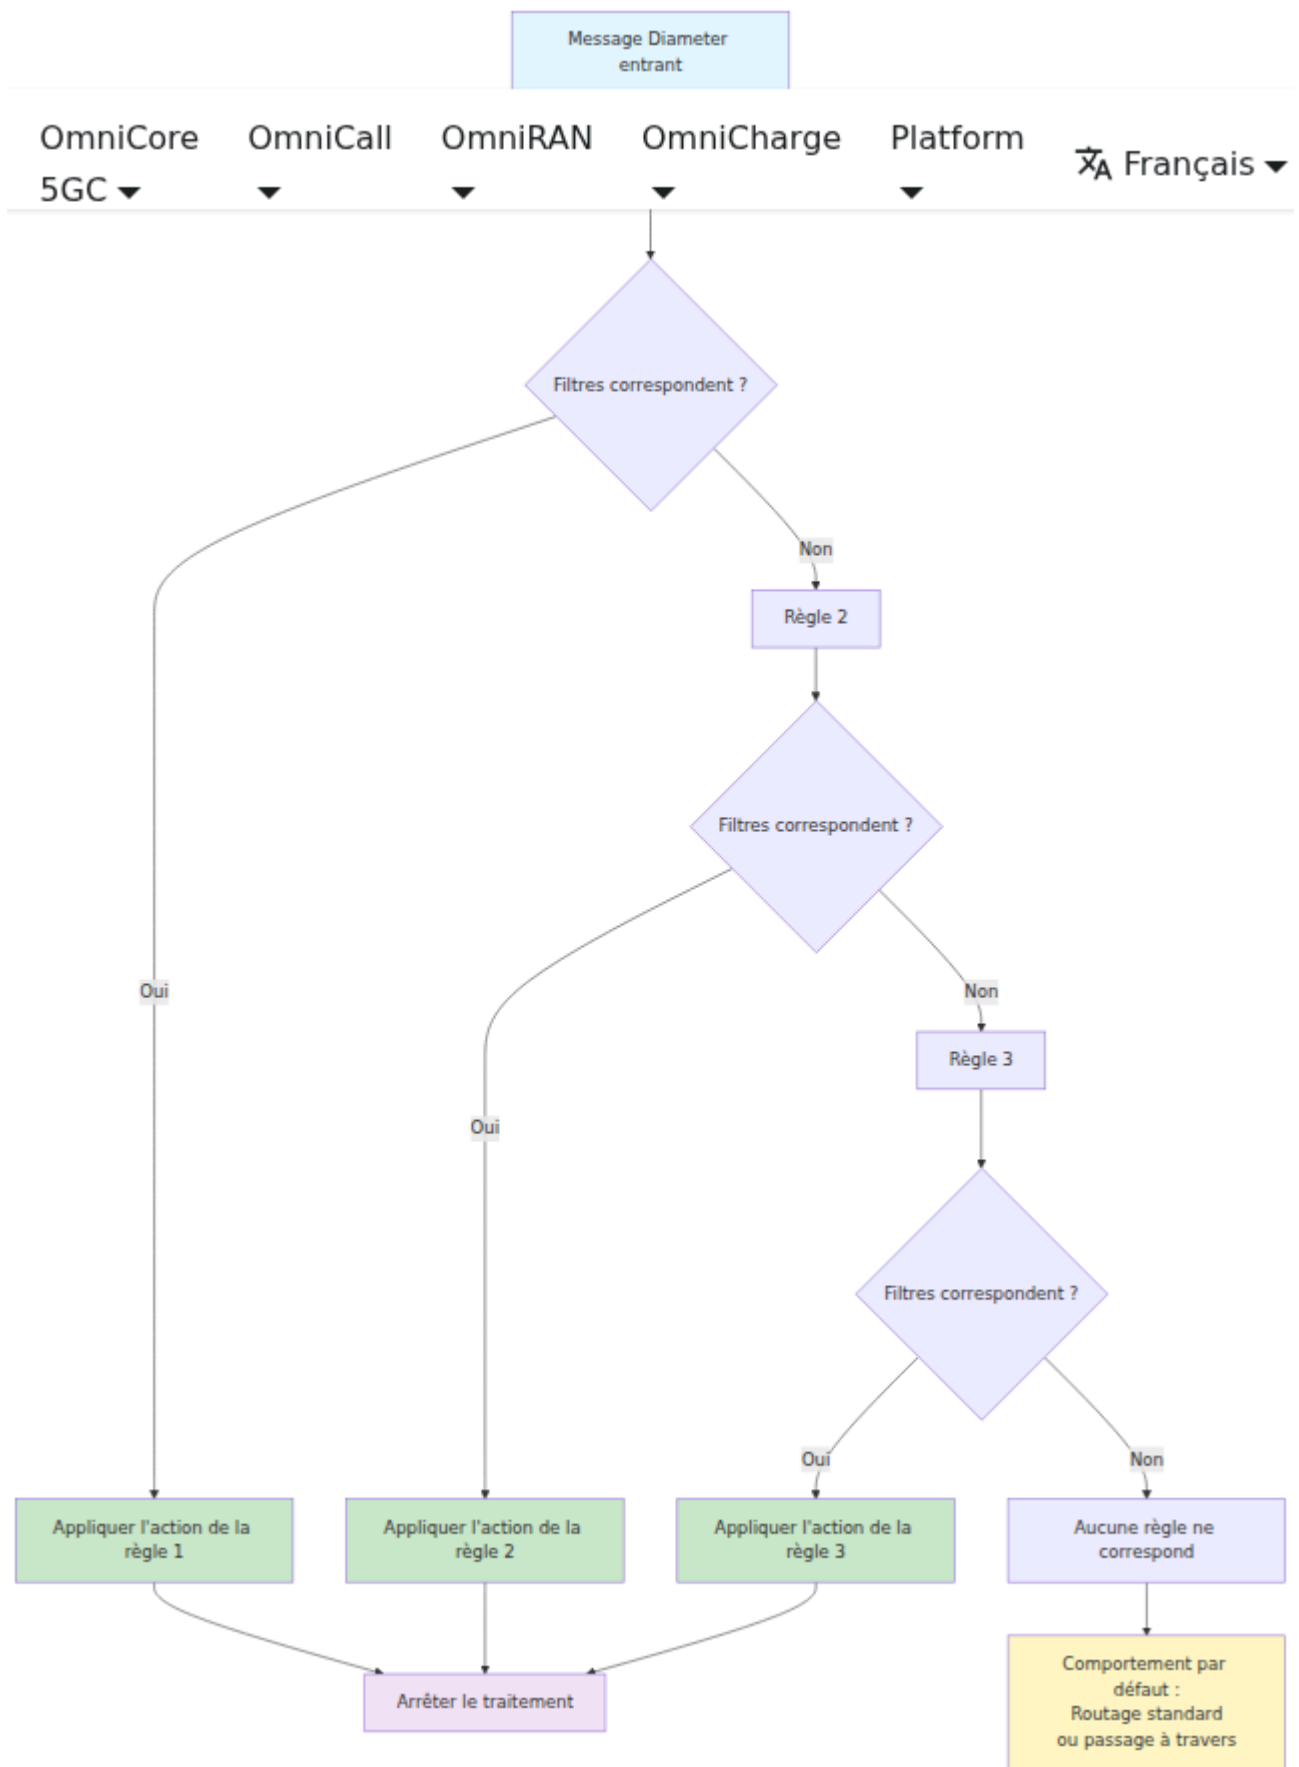 Message Diameter
entrant
OmniCore
5GC
OmniCall
OmniRAN
OmniCharge
Platform
Français
Filtres correspondent ?
Non
Règle 2
Filtres correspondent ?
Oui
Non
Règle 3
Oui
Filtres correspondent ?
Oui
Non
Appliquer l'action de la
règle 1
Appliquer l'action de la
règle 2
Appliquer l'action de la
règle 3
Aucune règle ne
correspond
Arrêter le traitement
Comportement par
défaut :
Routage standard
ou passage à travers